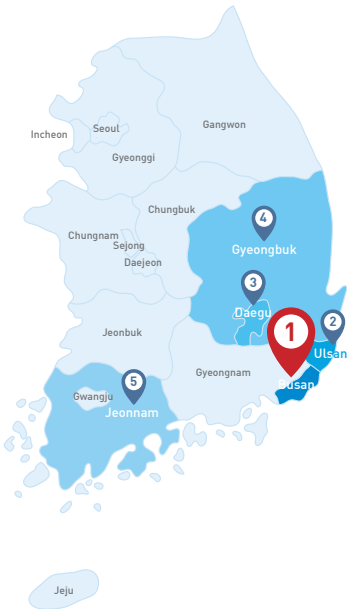 Gangwon
Seoul
Incheon
Gyeonggi
Chungbuk
4
Chungnam
Sejong
Gyeongbuk
Daejeon
3
Daegu
2
1
Jeonbuk
Ulsan
Gyeongnam
5
Busan
Gwangju
Jeonnam
Jeju